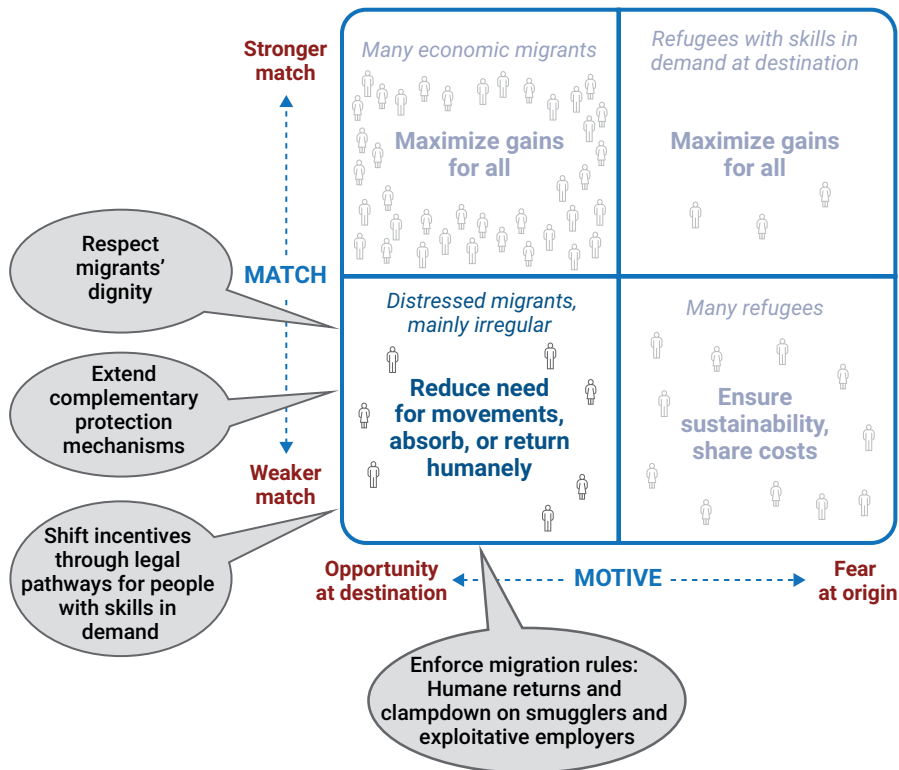 Stronger
match
Many economic migrants
Maximize gains
for all
Refugees with skills in
demand at destination
Maximize gains
for all
Respect
migrants’
dignity
MATCH
Distressed migrants,
mainly irregular
Reduce need
for movements,
absorb, or return
humanely
Many refugees
Ensure
sustainability,
share costs
Extend
complementary
protection
mechanisms
Weaker
match
Shift incentives
through legal
pathways for people
with skills in
demand
Opportunity
at destination
MOTIVE
Fear
at origin
Enforce migration rules:
Humane returns and
clampdown on smugglers and
exploitative employers